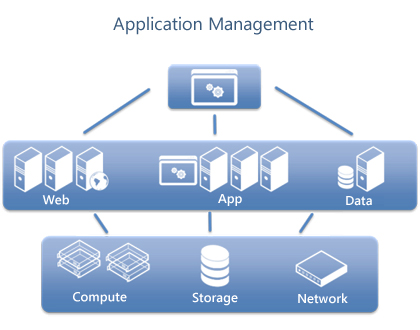 Application Management
Web
App
Data
Compute
Storage
Network